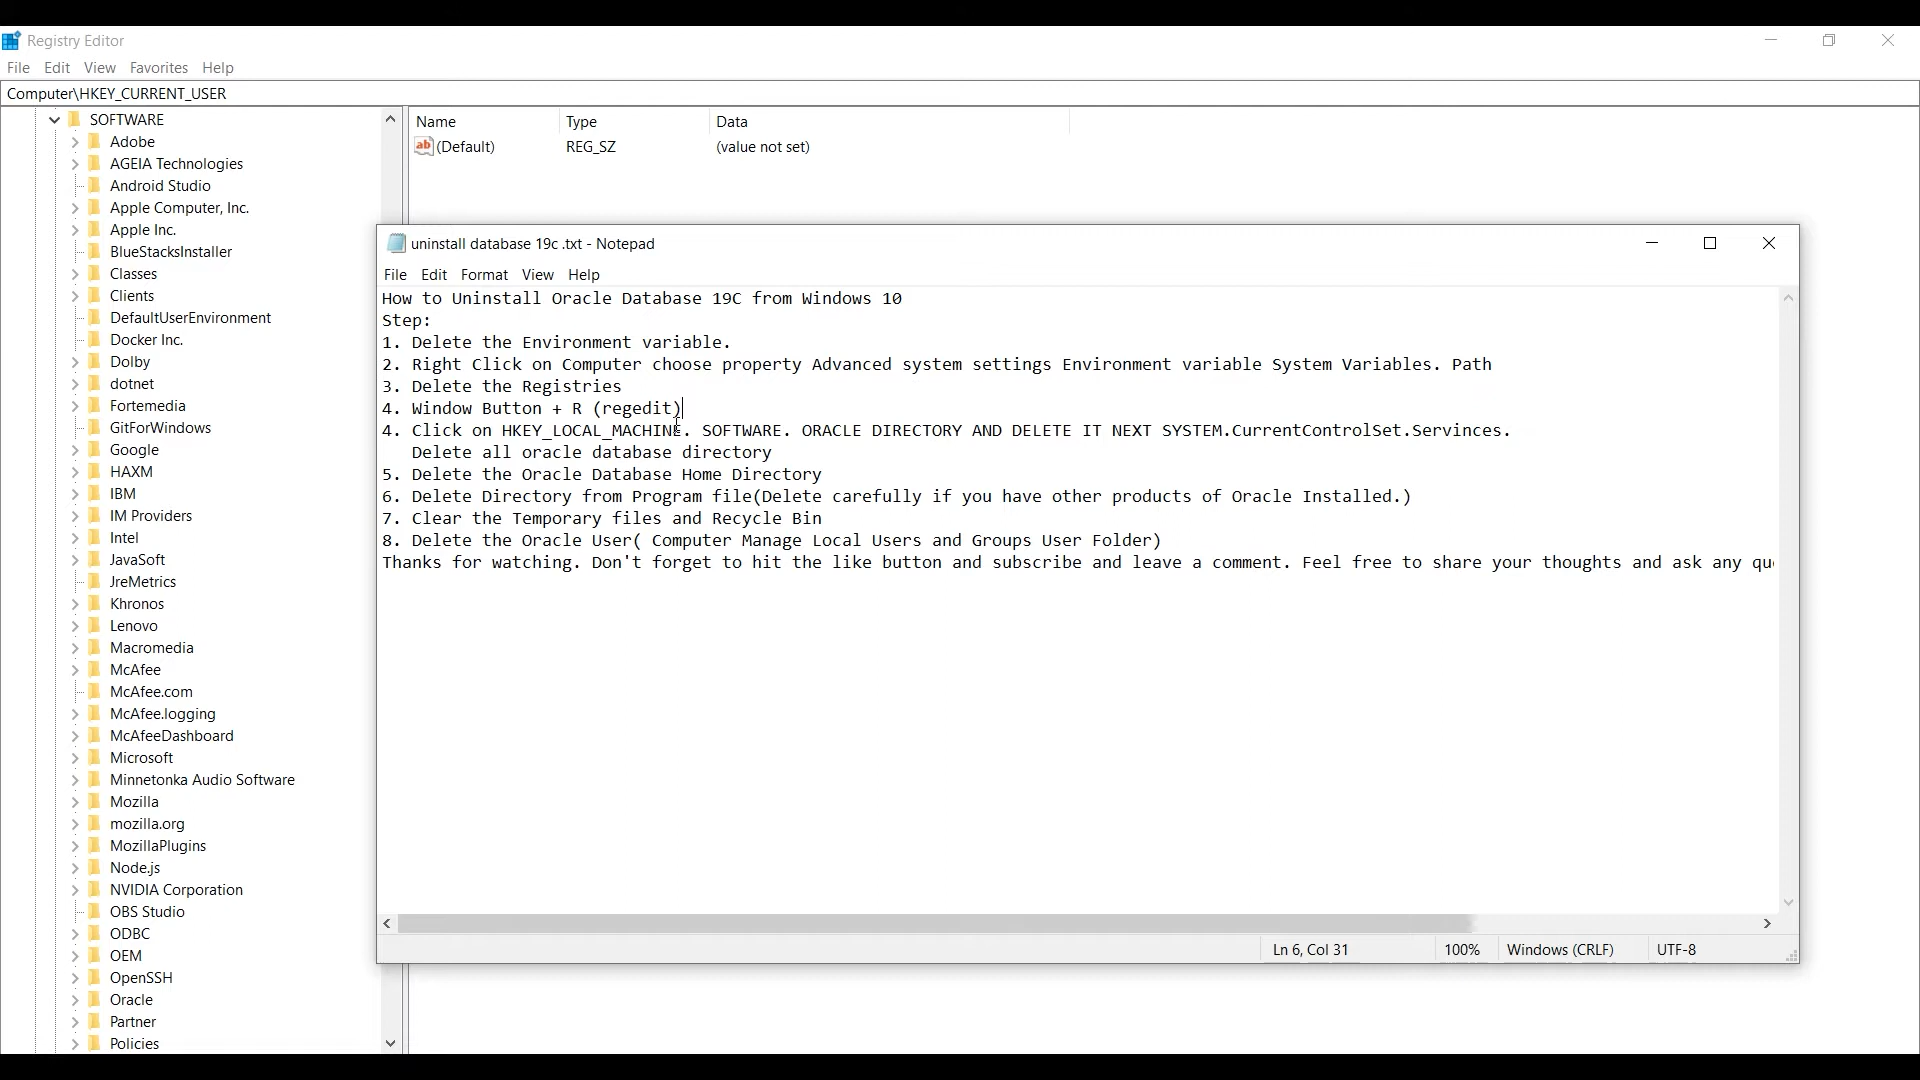 Registry Editor
File Edit View Favorites Help
Computer\HKEY_CURRENT_USER
SOFTWARE
Adobe
AGEIA Technologies
Android Studio
Apple Computer, Inc.
Apple Inc.
BlueStacksInstaller
Classes
Clients
DefaultUserEnvironment
Docker Inc.
Dolby
dotnet
Fortemedia
GitForWindows
Google
HAXM
IBM
IM Providers
Intel
JavaSoft
JreMetrics
Khronos
Lenovo
Macromedia
McAfee
McAfee.com
McAfee.logging
McAfeeDashboard
Microsoft
Minnetonka Audio Software
Mozilla
mozilla.org
MozillaPlugins
Node.js
NVIDIA Corporation
OBS Studio
ODBC
OEM
OpenSSH
Oracle
Partner
Policies
Name Type Data
ab (Default) REG_SZ (value not set)
uninstall database 19c .txt - Notepad
File Edit Format View Help
How to Uninstall Oracle Database 19C from Windows 10
Step:
1. Delete the Environment variable.
2. Right Click on Computer choose property Advanced system settings Environment variable System Variables. Path
3. Delete the Registries
4. Window Button + R (regedit)
4. Click on HKEY_LOCAL_MACHINE. SOFTWARE. ORACLE DIRECTORY AND DELETE IT NEXT SYSTEM.CurrentControlSet.Servinces.
Delete all oracle database directory
5. Delete the Oracle Database Home Directory
6. Delete Directory from Program file(Delete carefully if you have other products of Oracle Installed.)
7. Clear the Temporary files and Recycle Bin
8. Delete the Oracle User( Computer Manage Local Users and Groups User Folder)
Thanks for watching. Don't forget to hit the like button and subscribe and leave a comment. Feel free to share your thoughts and ask any
Ln 6, Col 31 100% Windows (CRLF) UTF-8